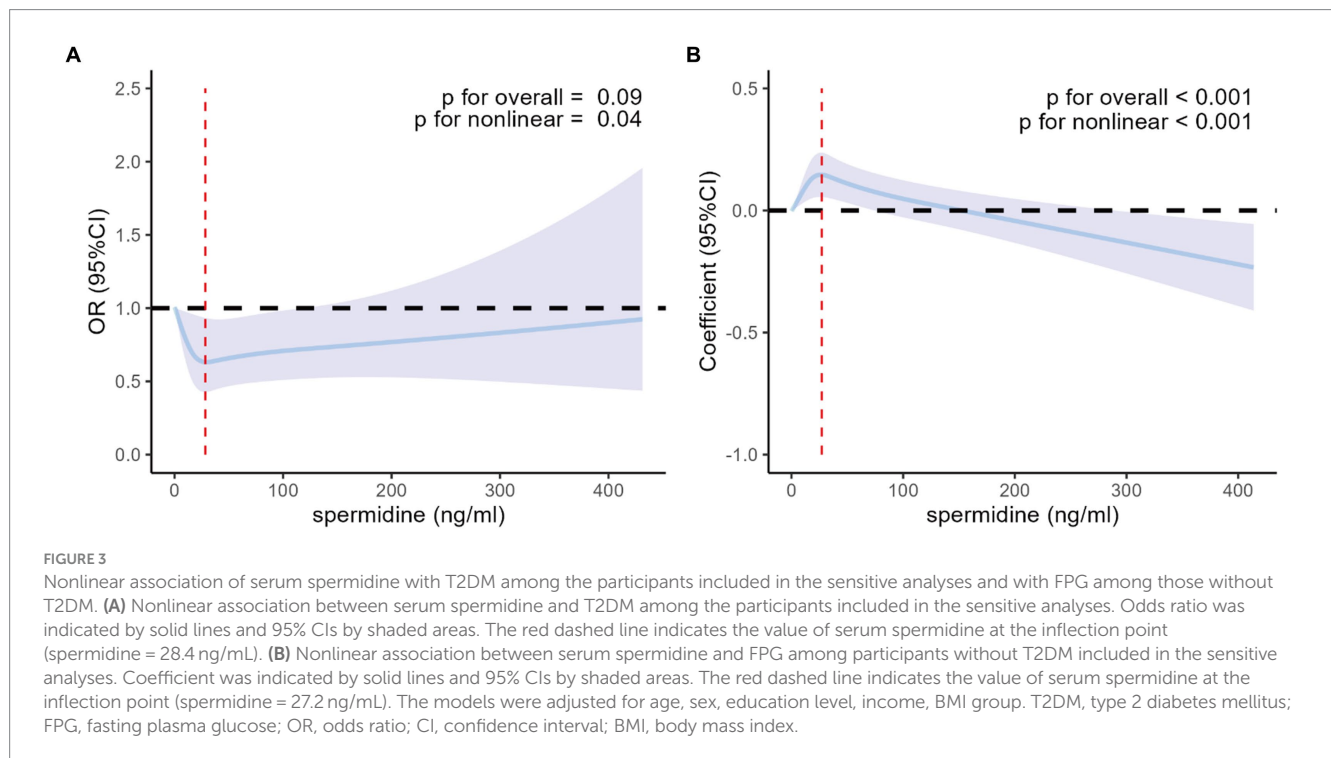 A
2.5
2.0
1.5
1.0
0.5
0.0
OR (95%CI)
p for overall = 0.09
p for nonlinear = 0.04
0 100 200 300 400
spermidine (ng/ml)
B
0.5
0.0
-0.5
-1.0
Coefficient (95%CI)
p for overall < 0.001
p for nonlinear < 0.001
0 100 200 300 400
spermidine (ng/ml)
FIGURE 3
Nonlinear association of serum spermidine with T2DM among the participants included in the sensitive analyses and with FPG among those without
T2DM. (A) Nonlinear association between serum spermidine and T2DM among the participants included in the sensitive analyses. Odds ratio was
indicated by solid lines and 95% CIs by shaded areas. The red dashed line indicates the value of serum spermidine at the inflection point
(spermidine = 28.4 ng/mL). (B) Nonlinear association between serum spermidine and FPG among participants without T2DM included in the sensitive
analyses. Coefficient was indicated by solid lines and 95% CIs by shaded areas. The red dashed line indicates the value of serum spermidine at the
inflection point (spermidine = 27.2 ng/mL). The models were adjusted for age, sex, education level, income, BMI group. T2DM, type 2 diabetes mellitus;
FPG, fasting plasma glucose; OR, odds ratio; CI, confidence interval; BMI, body mass index.